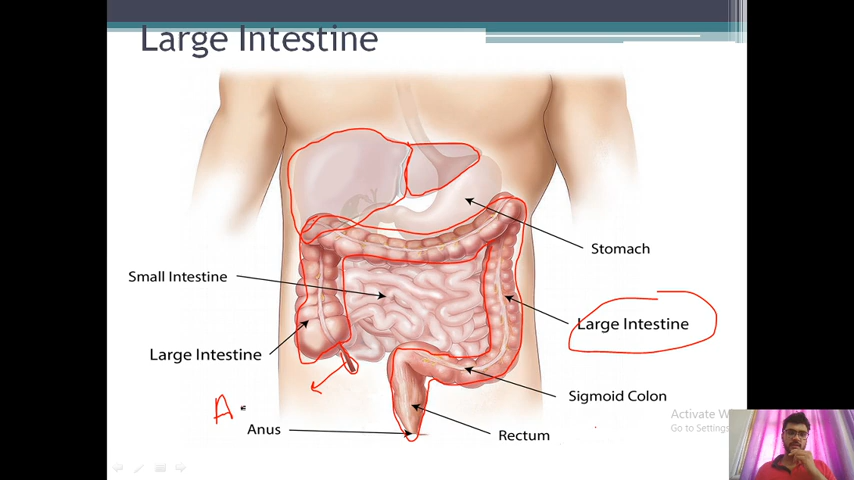 Large Intestine
Stomach
Small Intestine
Large Intestine
Large Intestine
Sigmoid Colon
A
Anus
Rectum
Activate W
Go to Settings